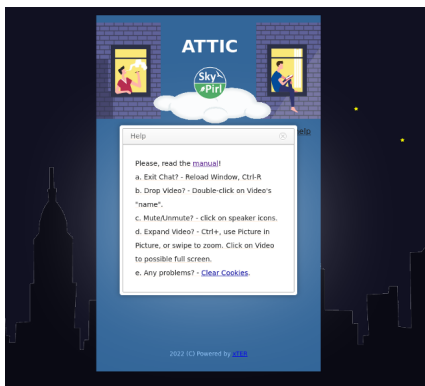 ATTIC
Sky
Pirl
elp
Help
Please, read the manual!
a. Exit Chat? - Reload Window, Ctrl-R
b. Drop Video? - Double-click on Video's
"name".
c. Mute/Unmute? - click on speaker icons.
d. Expand Video? - Ctrl+, use Picture in
Picture, or swipe to zoom. Click on Video
to possible full screen.
e. Any problems? - Clear Cookies.
2022 (C) Powered by xTER